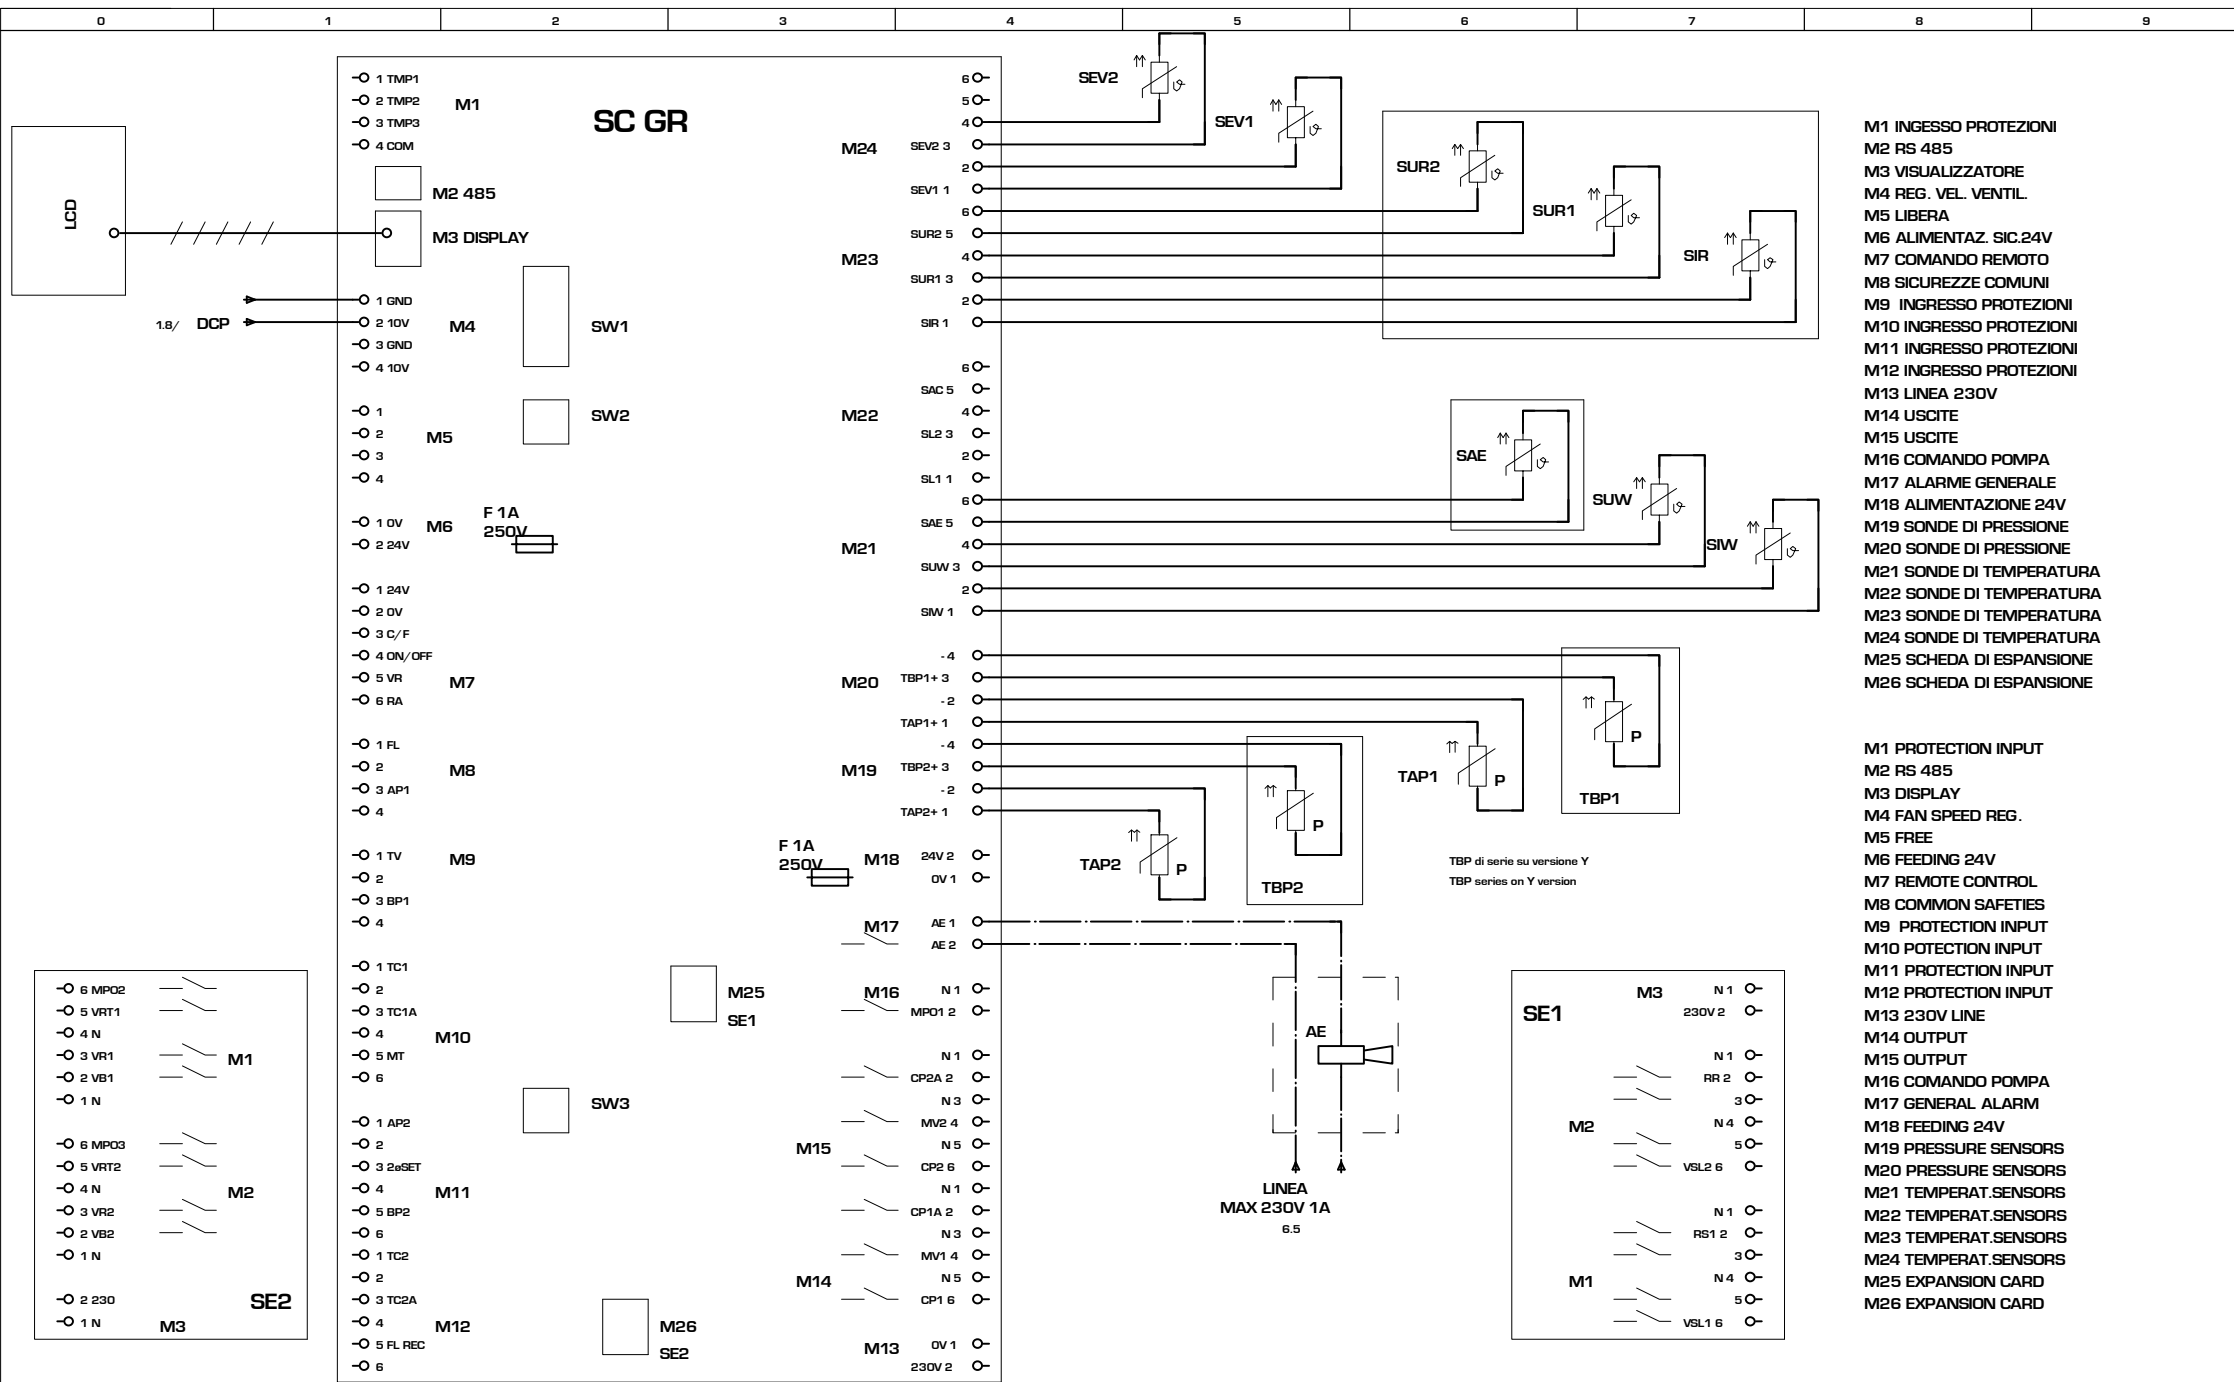 0 1 2 3 4 5 6 7 8 9
SC GR
LCD
1.8/ DCP
1 TMP1
2 TMP2
3 TMP3
4 COM
M1
M2 485
M3 DISPLAY
1 GND
2 10V
3 GND
4 10V
M4
SW1
1
2
3
4
M5
SW2
1 0V
2 24V
M6
F 1A
250V
1 24V
2 0V
3 C/F
4 ON/OFF
5 VR
6 RA
M7
1 FL
2
3 AP1
4
M8
1 TV
2
3 BP1
4
M9
1 TC1
2
3 TC1A
4
5 MT
6
M10
1 AP2
2
3 2øSET
4
5 BP2
6
M11
1 TC2
2
3 TC2A
4
5 FL REC
6
M12
SW3
M25
SE1
M26
SE2
6
5
4
SEV2 3
2
SEV1 1
M24
6
SUR2 5
4
SUR1 3
2
SIR 1
M23
6
SAC 5
4
SL2 3
2
SL1 1
M22
6
SAE 5
4
SUW 3
2
SIW 1
M21
- 4
TBP1+ 3
- 2
TAP1+ 1
M20
- 4
TBP2+ 3
- 2
TAP2+ 1
M19
F 1A
250V
M18
24V 2
0V 1
M17
AE 1
AE 2
M16
N 1
MPO1 2
N 1
CP2A 2
N 3
MV2 4
N 5
CP2 6
M15
N 1
CP1A 2
N 3
MV1 4
N 5
CP1 6
M14
M13
0V 1
230V 2
SEV2
SEV1
SUR2
SUR1
SIR
SAE
SUW
SIW
TBP1
P
TAP1
P
TBP2
P
TAP2
P
TBP di serie su versione Y
TBP series on Y version
AE
LINEA
MAX 230V 1A
6.5
6 MPO2
5 VRT1
4 N
3 VR1
2 VB1
1 N
M1
6 MPO3
5 VRT2
4 N
3 VR2
2 VB2
1 N
M2
2 230
1 N
M3
SE2
SE1
M3
N 1
230V 2
N 1
RR 2
3
N 4
5
VSL2 6
M2
N 1
RS1 2
3
N 4
5
VSL1 6
M1
M1 INGESSO PROTEZIONI
M2 RS 485
M3 VISUALIZZATORE
M4 REG. VEL. VENTIL.
M5 LIBERA
M6 ALIMENTAZ. SIC.24V
M7 COMANDO REMOTO
M8 SICUREZZE COMUNI
M9 INGRESSO PROTEZIONI
M10 INGRESSO PROTEZIONI
M11 INGRESSO PROTEZIONI
M12 INGRESSO PROTEZIONI
M13 LINEA 230V
M14 USCITE
M15 USCITE
M16 COMANDO POMPA
M17 ALARME GENERALE
M18 ALIMENTAZIONE 24V
M19 SONDE DI PRESSIONE
M20 SONDE DI PRESSIONE
M21 SONDE DI TEMPERATURA
M22 SONDE DI TEMPERATURA
M23 SONDE DI TEMPERATURA
M24 SONDE DI TEMPERATURA
M25 SCHEDA DI ESPANSIONE
M26 SCHEDA DI ESPANSIONE
M1 PROTECTION INPUT
M2 RS 485
M3 DISPLAY
M4 FAN SPEED REG.
M5 FREE
M6 FEEDING 24V
M7 REMOTE CONTROL
M8 COMMON SAFETIES
M9 PROTECTION INPUT
M10 POTECTION INPUT
M11 PROTECTION INPUT
M12 PROTECTION INPUT
M13 230V LINE
M14 OUTPUT
M15 OUTPUT
M16 COMANDO POMPA
M17 GENERAL ALARM
M18 FEEDING 24V
M19 PRESSURE SENSORS
M20 PRESSURE SENSORS
M21 TEMPERAT.SENSORS
M22 TEMPERAT.SENSORS
M23 TEMPERAT.SENSORS
M24 TEMPERAT.SENSORS
M25 EXPANSION CARD
M26 EXPANSION CARD